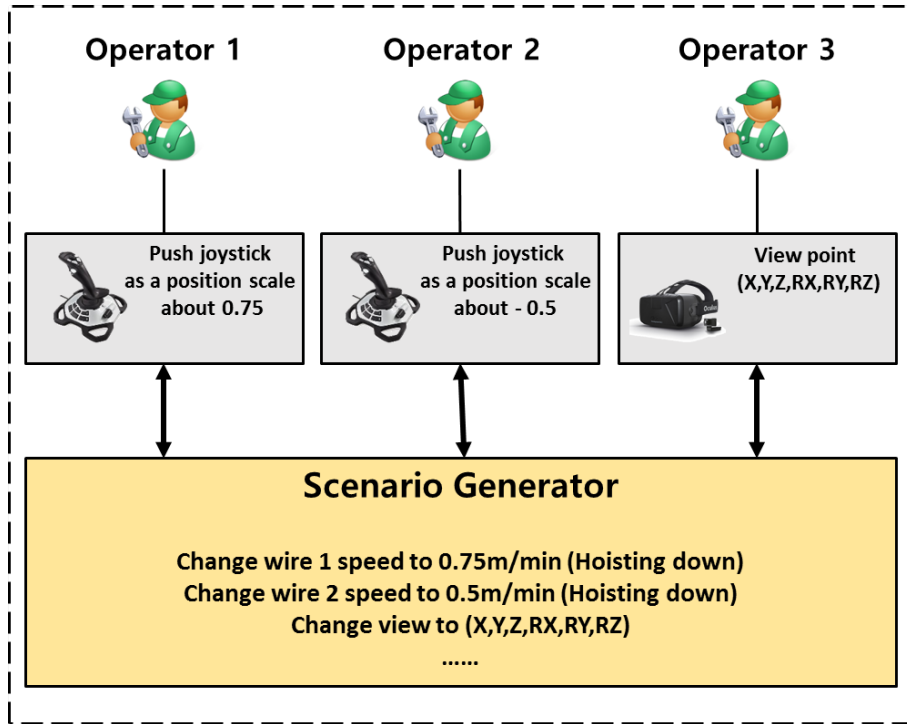 Operator 1
Operator 2
Operator 3
Push joystick
as a position scale
about 0.75
Push joystick
as a position scale
about - 0.5
View point
(X,Y,Z,RX,RY,RZ)
Oculus
Scenario Generator
Change wire 1 speed to 0.75m/min (Hoisting down)
Change wire 2 speed to 0.5m/min (Hoisting down)
Change view to (X,Y,Z,RX,RY,RZ)
……